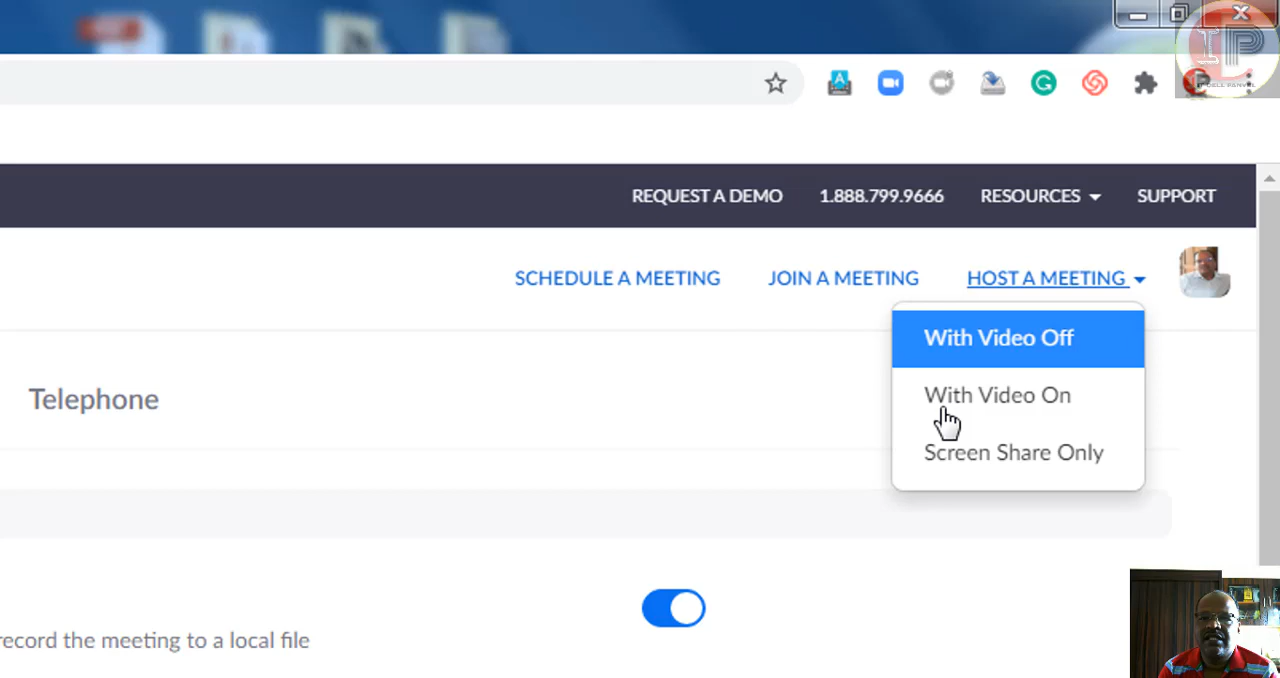 REQUEST A DEMO 1.888.799.9666 RESOURCES SUPPORT
SCHEDULE A MEETING JOIN A MEETING HOST A MEETING
With Video Off
With Video On
Screen Share Only
Telephone
record the meeting to a local file